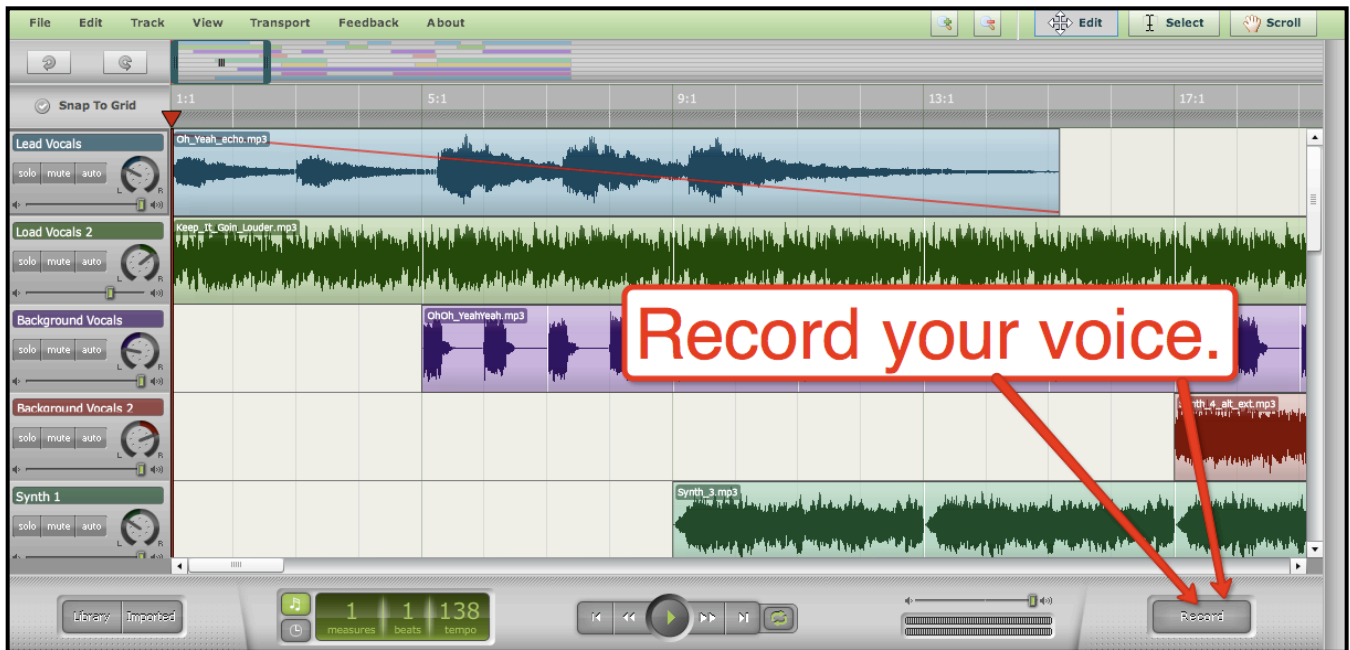 File Edit Track View Transport Feedback About Edit Select Scroll
Snap To Grid 1:1 5:1 9:1 13:1 17:1
Lead Vocals Oh_Yeah_echo.mp3
solo mute auto
L R
Load Vocals 2 Keep_It_Goin_Louder.mp3
solo mute auto
L R
Background Vocals OhOh_YeahYeah.mp3
Record your voice.
solo mute auto
L R
Background Vocals 2 Synth_4_alt_ext.mp3
solo mute auto
L R
Synth 1 Synth_3.mp3
solo mute auto
L R
Library Imported 1 1 138 Record
measures beats tempo